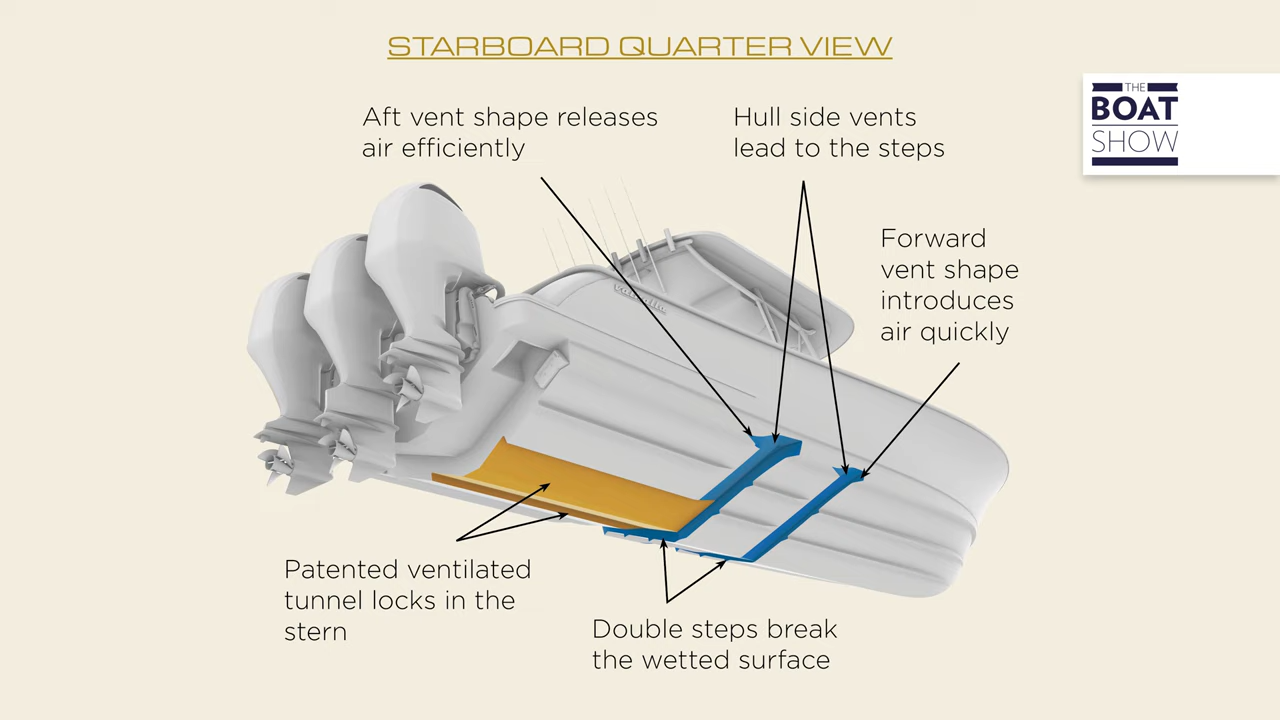 STARBOARD QUARTER VIEW
THE
BOAT
SHOW
Aft vent shape releases
air efficiently
Hull side vents
lead to the steps
Forward
vent shape
introduces
air quickly
Patented ventilated
tunnel locks in the
stern
Double steps break
the wetted surface